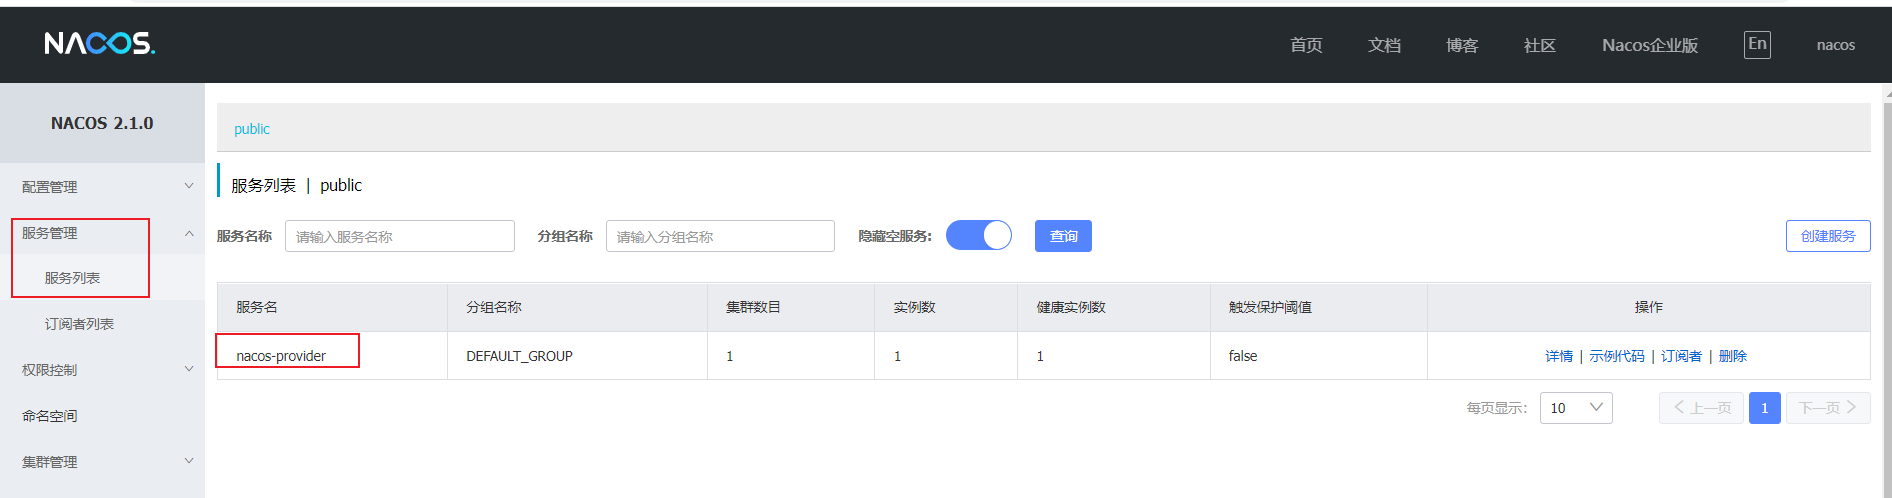 NACOS. 首页 文档 博客 社区 Nacos企业版 En nacos
NACOS 2.1.0
配置管理
服务管理
服务列表
订阅者列表
权限控制
命名空间
集群管理
public
服务列表 | public
服务名称 请输入服务名称 分组名称 请输入分组名称 隐藏空服务: 查询 创建服务
服务名 分组名称 集群数目 实例数 健康实例数 触发保护阈值 操作
nacos-provider DEFAULT_GROUP 1 1 1 false 详情 | 示例代码 | 订阅者 | 删除
每页显示: 10 上一页 1 下一页